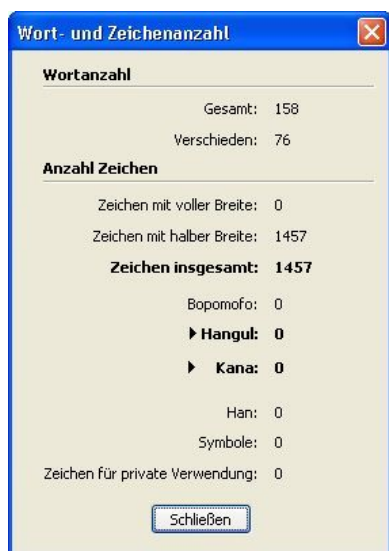 Wort- und Zeichenanzahl
Wortanzahl
Gesamt: 158
Verschieden: 76
Anzahl Zeichen
Zeichen mit voller Breite: 0
Zeichen mit halber Breite: 1457
Zeichen insgesamt: 1457
Bopomofo: 0
Hangul: 0
Kana: 0
Han: 0
Symbole: 0
Zeichen für private Verwendung: 0
Schließen